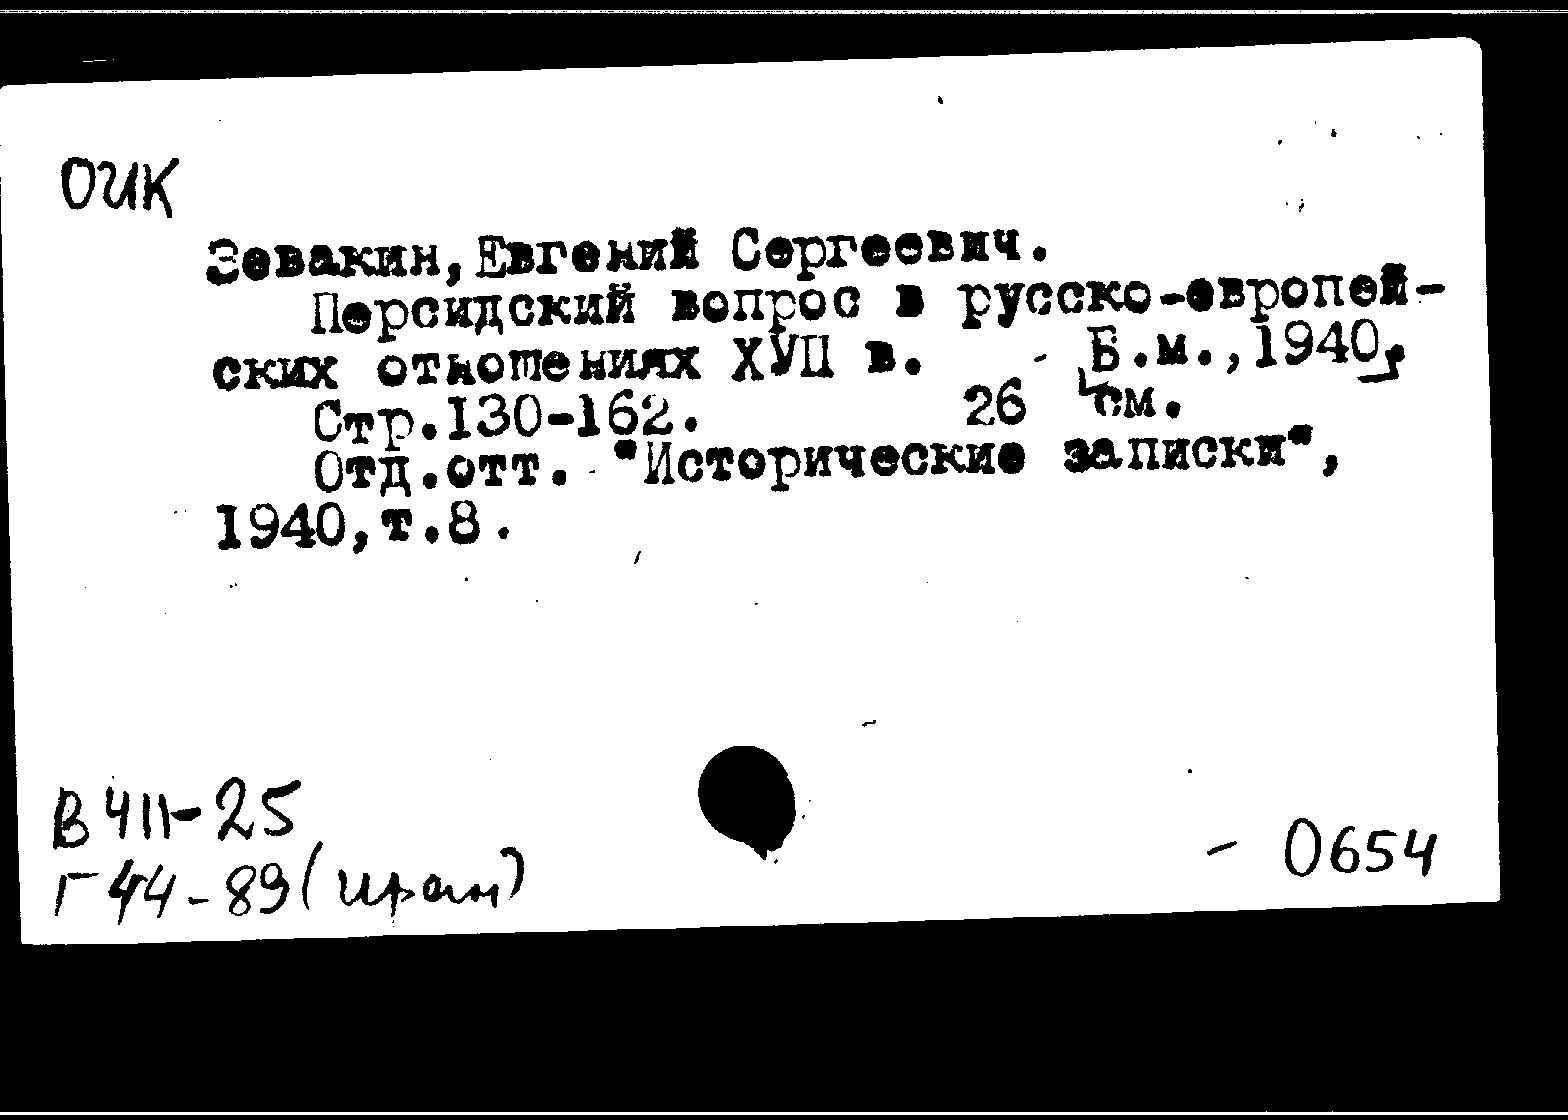 ОИК
Зевакин, Евгений Сергеевич.
Персидский вопрос в русско-европей-
ских отношениях ХУП в. - Б.м.,1940,
Стр.130-162. 26 см.
Отд.отт. "Исторические записки",
1940,т.8.
В 411-25
Г 44-89 (Иран)
- 0654